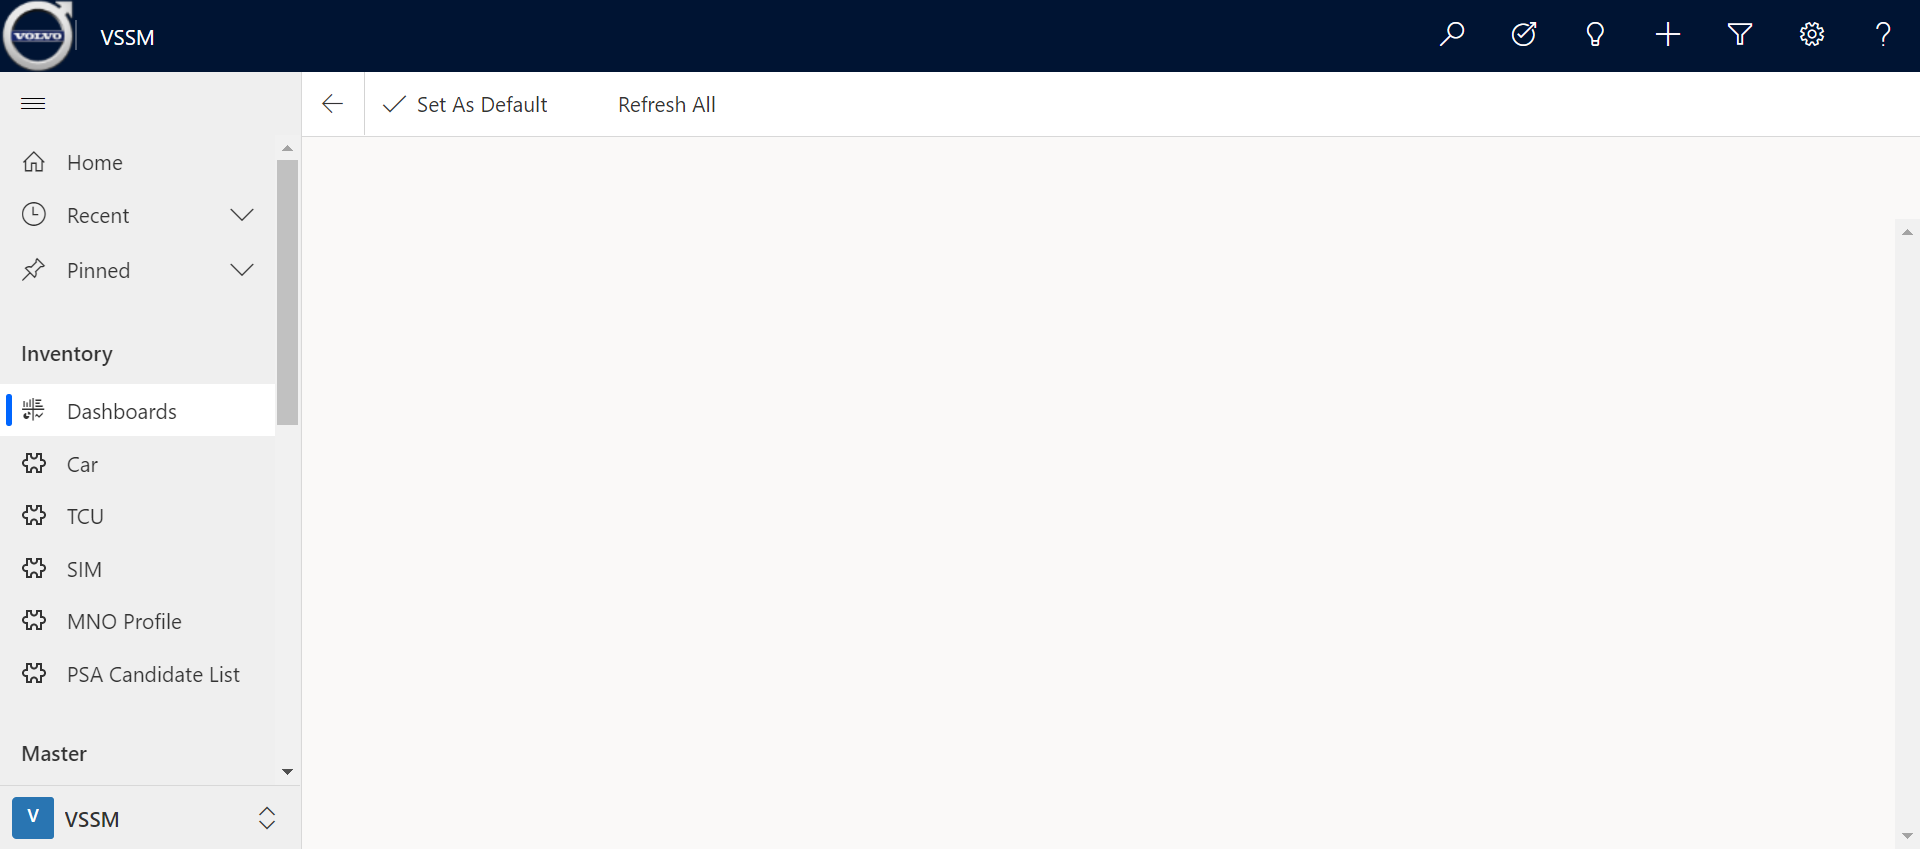 VOLVO
VSSM
Set As Default
Refresh All
Home
Recent
Pinned
Inventory
Dashboards
Car
TCU
SIM
MNO Profile
PSA Candidate List
Master
V
VSSM